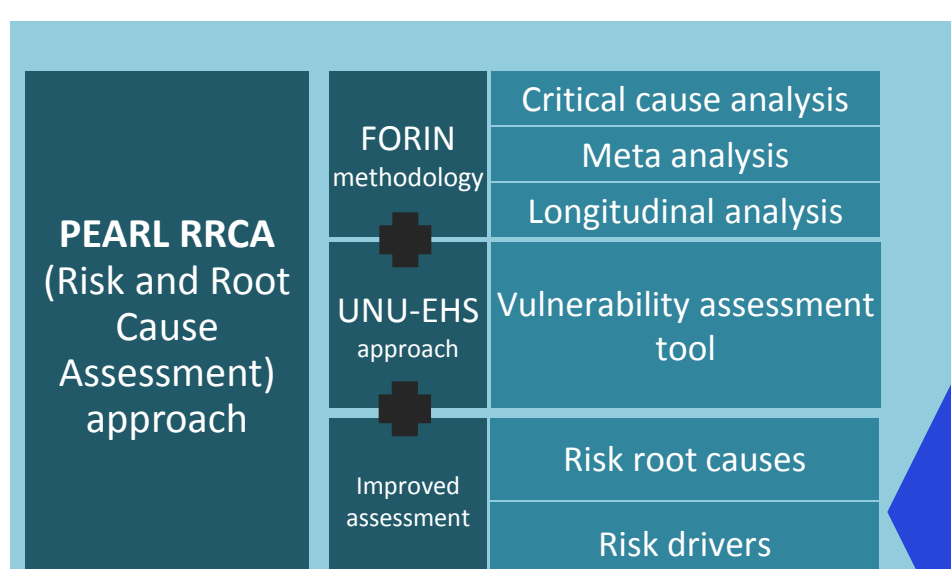 PEARL RRCA
(Risk and Root
Cause
Assessment)
approach
FORIN
methodology
Critical cause analysis
Meta analysis
Longitudinal analysis
UNU-EHS
approach
Vulnerability assessment
tool
Improved
assessment
Risk root causes
Risk drivers